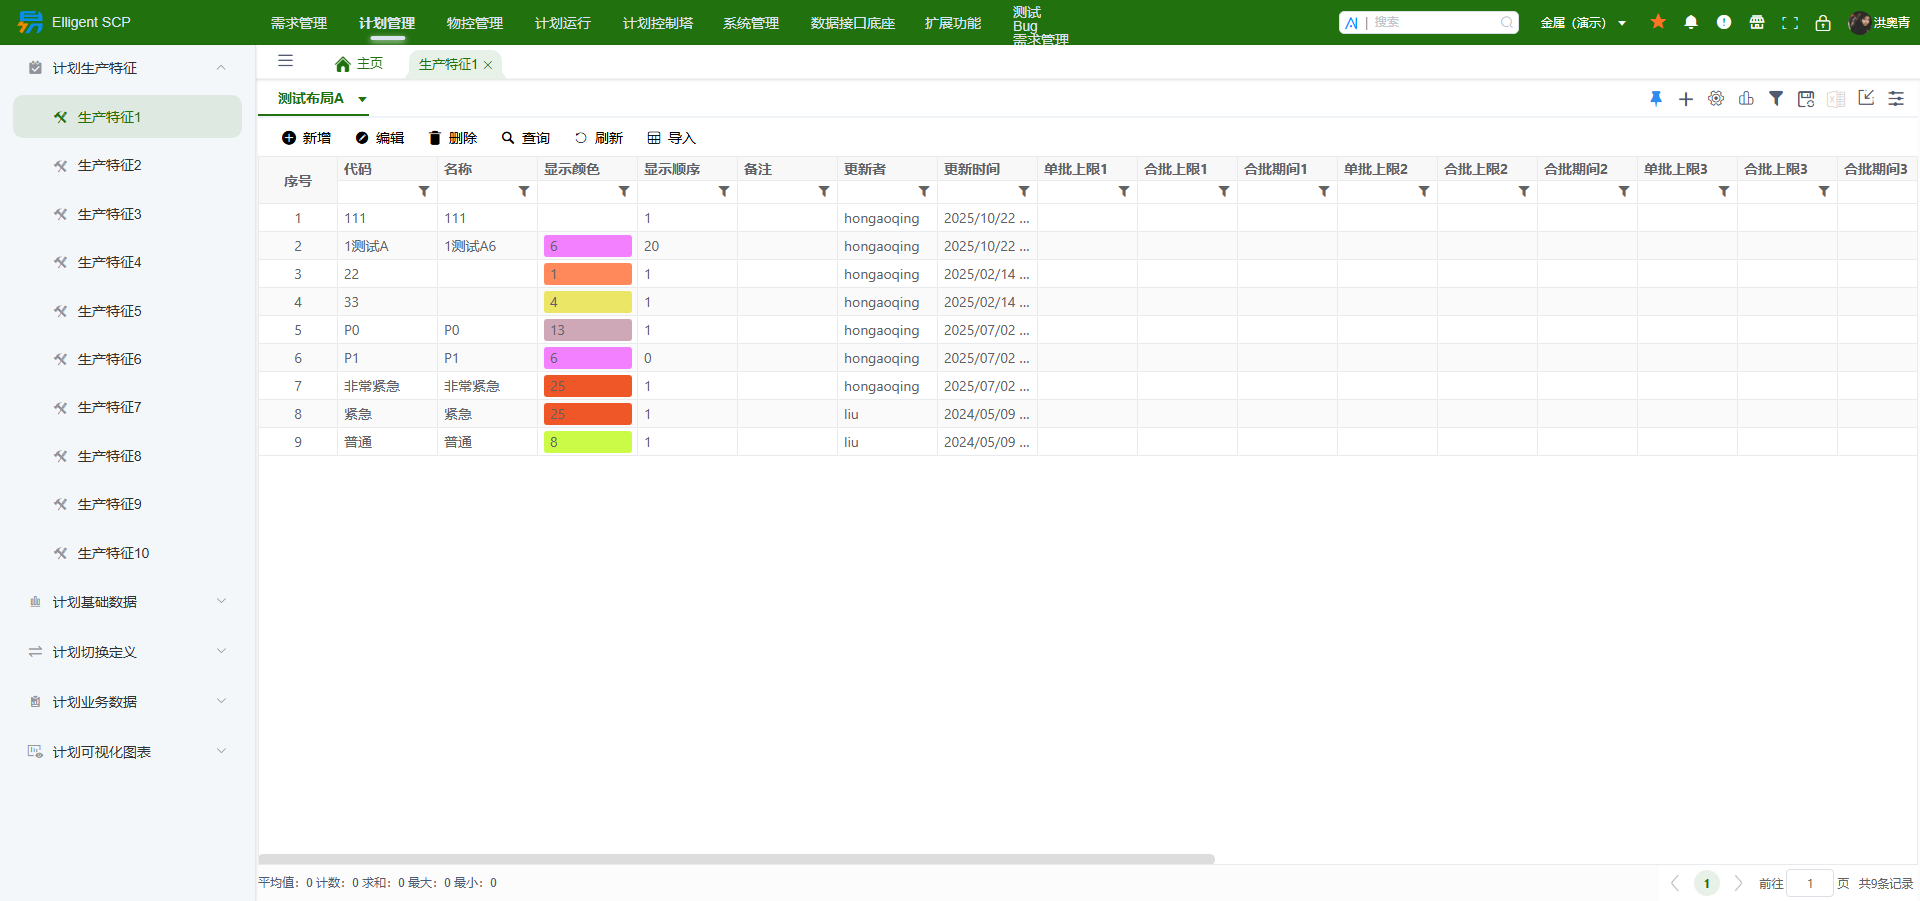 Elligent SCP
需求管理 计划管理 物控管理 计划运行 计划控制塔 系统管理 数据接口底座 扩展功能
测试
Bug
需求管理
AI | 搜索
金属（演示）
洪奥青
计划生产特征
生产特征1
生产特征2
生产特征3
生产特征4
生产特征5
生产特征6
生产特征7
生产特征8
生产特征9
生产特征10
计划基础数据
计划切换定义
计划业务数据
计划可视化图表
主页 生产特征1
测试布局A
新增 编辑 删除 查询 刷新 导入
序号 代码 名称 显示颜色 显示顺序 备注 更新者 更新时间 单批上限1 合批上限1 合批期间1 单批上限2 合批上限2 合批期间2 单批上限3 合批上限3 合批期间3
1 111 111 1 hongaoqing 2025/10/22 ...
2 1测试A 1测试A6 6 20 hongaoqing 2025/10/22 ...
3 22 1 1 hongaoqing 2025/02/14 ...
4 33 4 1 hongaoqing 2025/02/14 ...
5 P0 P0 13 1 hongaoqing 2025/07/02 ...
6 P1 P1 6 0 hongaoqing 2025/07/02 ...
7 非常紧急 非常紧急 25 1 hongaoqing 2025/07/02 ...
8 紧急 紧急 25 1 liu 2024/05/09 ...
9 普通 普通 8 1 liu 2024/05/09 ...
平均值：0 计数：0 求和：0 最大：0 最小：0
1 前往 1 页 共9条记录